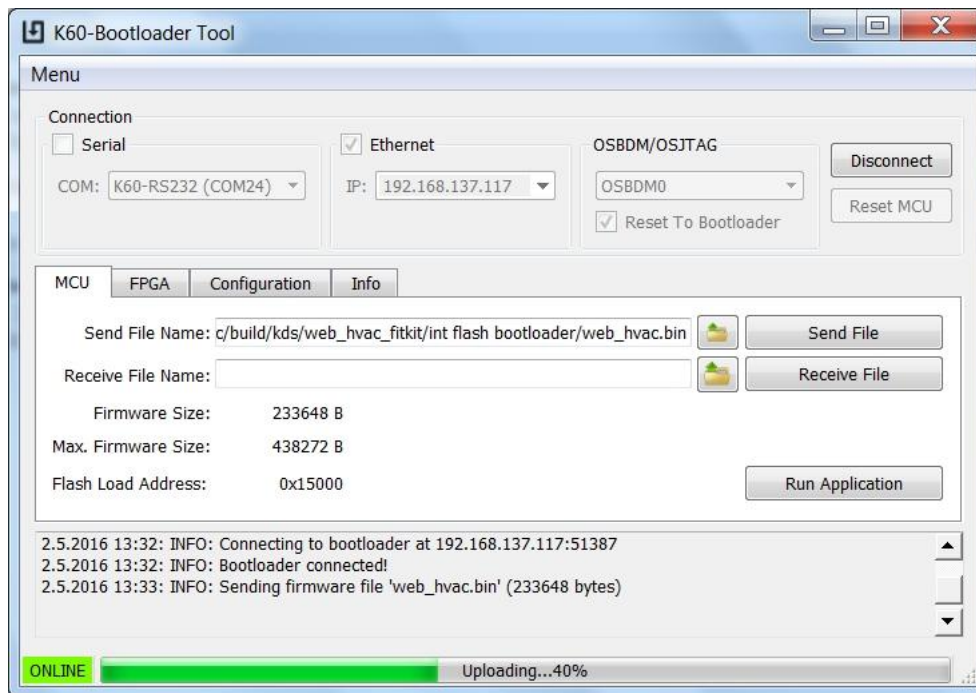 K60-Bootloader Tool
Menu
Connection
Serial
Ethernet
OSBDM/OSJTAG
Disconnect
COM: K60-RS232 (COM24)
IP: 192.168.137.117
OSBDM0
Reset MCU
Reset To Bootloader
MCU FPGA Configuration Info
Send File Name: c/build/kds/web_hvac_fitkit/int flash bootloader/web_hvac.bin Send File
Receive File Name: Receive File
Firmware Size: 233648 B
Max. Firmware Size: 438272 B
Flash Load Address: 0x15000 Run Application
2.5.2016 13:32: INFO: Connecting to bootloader at 192.168.137.117:51387
2.5.2016 13:32: INFO: Bootloader connected!
2.5.2016 13:33: INFO: Sending firmware file 'web_hvac.bin' (233648 bytes)
ONLINE Uploading...40%